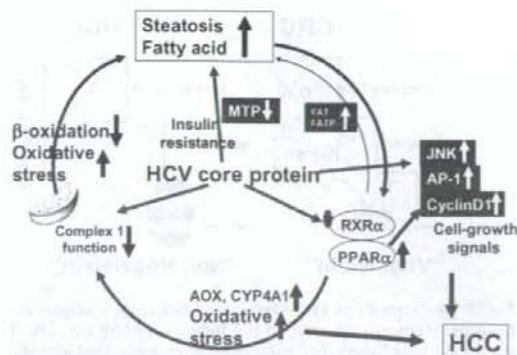 Steatosis
Fatty acid
MTP
FAT
FATP
Insulin
resistance
β-oxidation
Oxidative
stress
HCV core protein
JNK
AP-1
CyclinD1
RXRα
PPARα
Cell-growth
signals
Complex 1
function
AOX, CYP4A1
Oxidative
stress
HCC